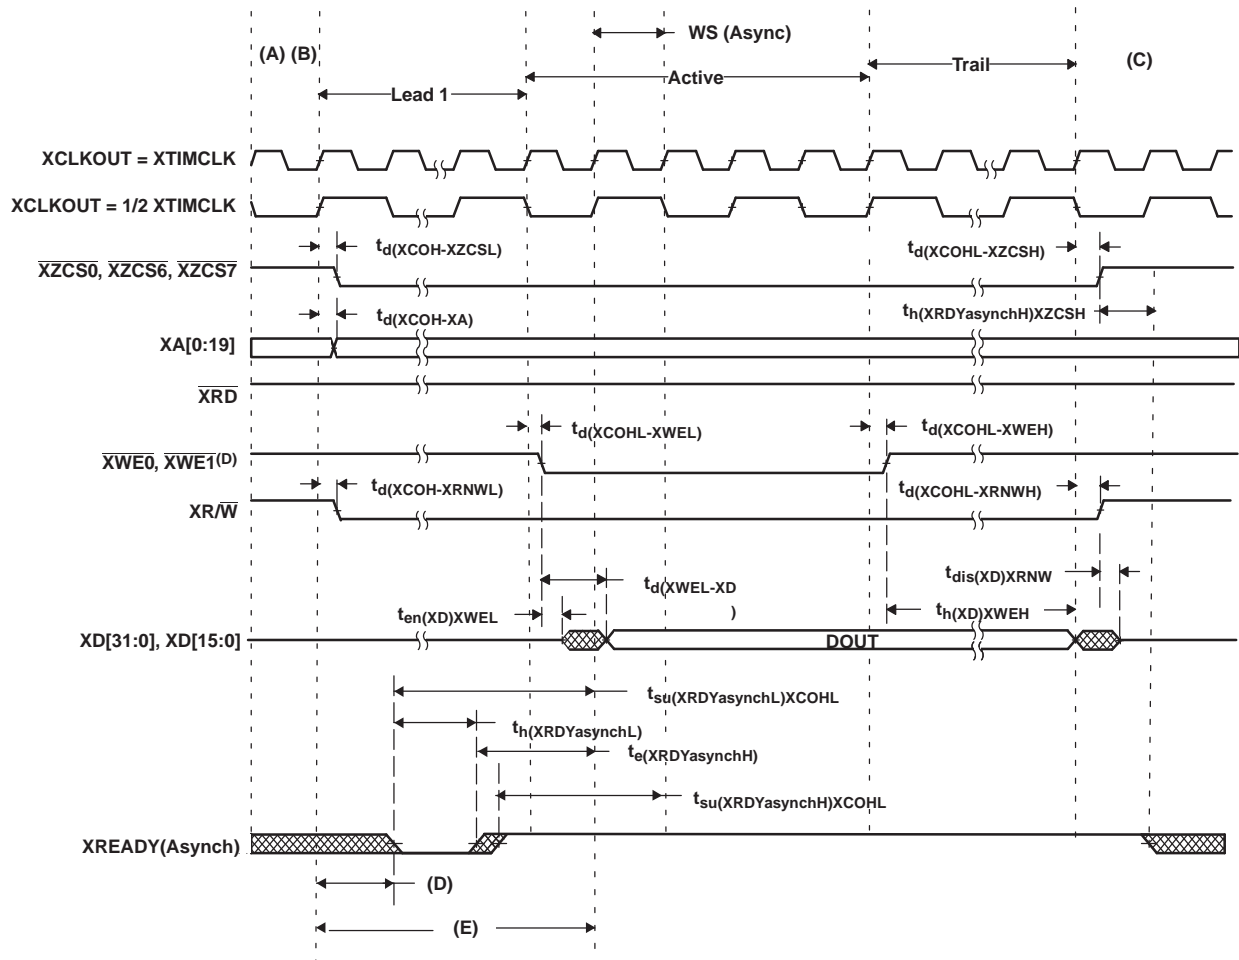 WS (Async)
(A) (B)
Trail
(C)
Active
Lead 1
XCLKOUT = XTIMCLK
XCLKOUT = 1/2 XTIMCLK
td(XCOH-XZCSL)
td(XCOHL-XZCSH)
XZCS0, XZCS6, XZCS7
th(XRDYasynchH)XZCSH
td(XCOH-XA)
XA[0:19]
XRD
td(XCOHL-XWEL)
td(XCOHL-XWEH)
XWE0, XWE1(D)
td(XCOH-XRNWL)
td(XCOHL-XRNWH)
XR/W
tdis(XD)XRNW
td(XWEL-XD
)
ten(XD)XWEL
th(XD)XWEH
XD[31:0], XD[15:0]
DOUT
tsu(XRDYasynchL)XCOHL
th(XRDYasynchL)
te(XRDYasynchH)
tsu(XRDYasynchH)XCOHL
XREADY(Asynch)
(D)
(E)